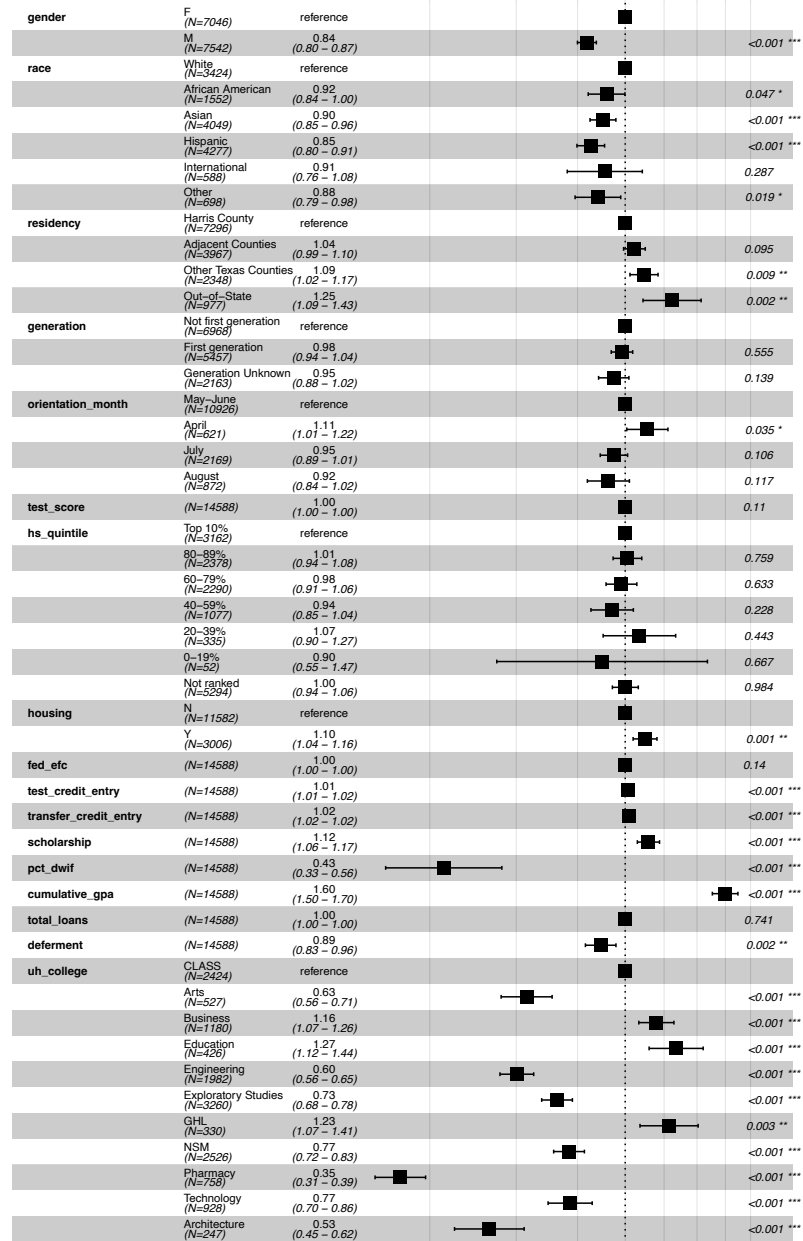 gender F reference
(N=7046)
M 0.84 <0.001 ***
(N=7542) (0.80 – 0.87)
race White reference
(N=3424)
African American 0.92 0.047 *
(N=1552) (0.84 – 1.00)
Asian 0.90 <0.001 ***
(N=4049) (0.85 – 0.96)
Hispanic 0.85 <0.001 ***
(N=4277) (0.80 – 0.91)
International 0.91 0.287
(N=588) (0.76 – 1.08)
Other 0.88 0.019 *
(N=698) (0.79 – 0.98)
residency Harris County reference
(N=7296)
Adjacent Counties 1.04 0.095
(N=3967) (0.99 – 1.10)
Other Texas Counties 1.09 0.009 **
(N=2348) (1.02 – 1.17)
Out–of–State 1.25 0.002 **
(N=977) (1.09 – 1.43)
generation Not first generation reference
(N=6968)
First generation 0.98 0.555
(N=5457) (0.94 – 1.04)
Generation Unknown 0.95 0.139
(N=2163) (0.88 – 1.02)
orientation_month May–June reference
(N=10926)
April 1.11 0.035 *
(N=621) (1.01 – 1.22)
July 0.95 0.106
(N=2169) (0.89 – 1.01)
August 0.92 0.117
(N=872) (0.84 – 1.02)
test_score (N=14588) 1.00 0.11
(1.00 – 1.00)
hs_quintile Top 10% reference
(N=3162)
80–89% 1.01 0.759
(N=2378) (0.94 – 1.08)
60–79% 0.98 0.633
(N=2290) (0.91 – 1.06)
40–59% 0.94 0.228
(N=1077) (0.85 – 1.04)
20–39% 1.07 0.443
(N=335) (0.90 – 1.27)
0–19% 0.90 0.667
(N=52) (0.55 – 1.47)
Not ranked 1.00 0.984
(N=5294) (0.94 – 1.06)
housing N reference
(N=11582)
Y 1.10 0.001 **
(N=3006) (1.04 – 1.16)
fed_efc (N=14588) 1.00 0.14
(1.00 – 1.00)
test_credit_entry (N=14588) 1.01 <0.001 ***
(1.01 – 1.02)
transfer_credit_entry (N=14588) 1.02 <0.001 ***
(1.02 – 1.02)
scholarship (N=14588) 1.12 <0.001 ***
(1.06 – 1.17)
pct_dwif (N=14588) 0.43 <0.001 ***
(0.33 – 0.56)
cumulative_gpa (N=14588) 1.60 <0.001 ***
(1.50 – 1.70)
total_loans (N=14588) 1.00 0.741
(1.00 – 1.00)
deferment (N=14588) 0.89 0.002 **
(0.83 – 0.96)
uh_college CLASS reference
(N=2424)
Arts 0.63 <0.001 ***
(N=527) (0.56 – 0.71)
Business 1.16 <0.001 ***
(N=1180) (1.07 – 1.26)
Education 1.27 <0.001 ***
(N=426) (1.12 – 1.44)
Engineering 0.60 <0.001 ***
(N=1982) (0.56 – 0.65)
Exploratory Studies 0.73 <0.001 ***
(N=3260) (0.68 – 0.78)
GHL 1.23 0.003 **
(N=330) (1.07 – 1.41)
NSM 0.77 <0.001 ***
(N=2526) (0.72 – 0.83)
Pharmacy 0.35 <0.001 ***
(N=758) (0.31 – 0.39)
Technology 0.77 <0.001 ***
(N=928) (0.70 – 0.86)
Architecture 0.53 <0.001 ***
(N=247) (0.45 – 0.62)